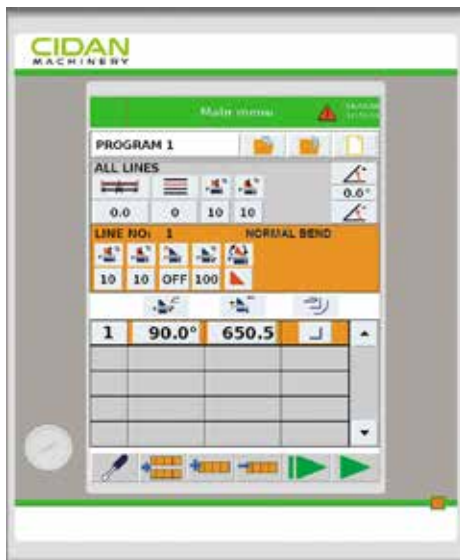 CIDAN
MACHINERY
Main menu
PROGRAM 1
ALL LINES
0.0°
0.0 0 10 10
LINE NO: 1 NORMAL BEND
10 10 OFF 100
1 90.0° 650.5